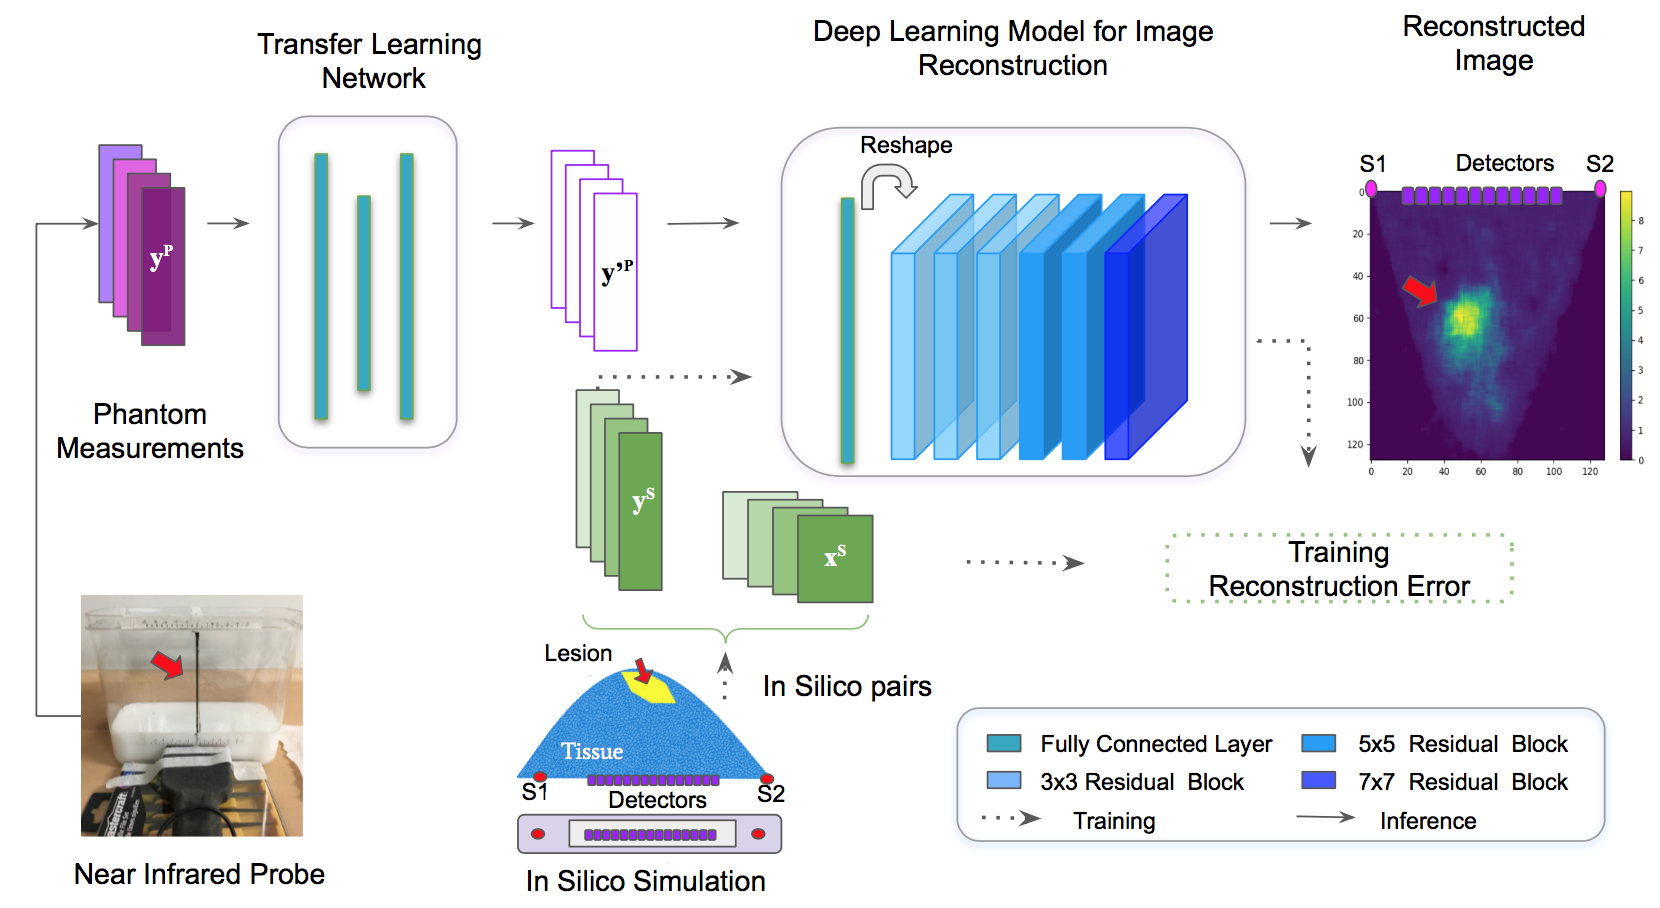 Transfer Learning
Network
Deep Learning Model for Image
Reconstruction
Reconstructed
Image
Reshape
S1 Detectors S2
yᴾ
y’ᴾ
0
20
40
60
80
100
120
0 20 40 60 80 100 120
8
7
6
5
4
3
2
1
0
Phantom
Measurements
yˢ
xˢ
Training
Reconstruction Error
Lesion
In Silico pairs
Tissue
S1 Detectors S2
In Silico Simulation
Near Infrared Probe
Fully Connected Layer
5x5 Residual Block
3x3 Residual Block
7x7 Residual Block
Training
Inference